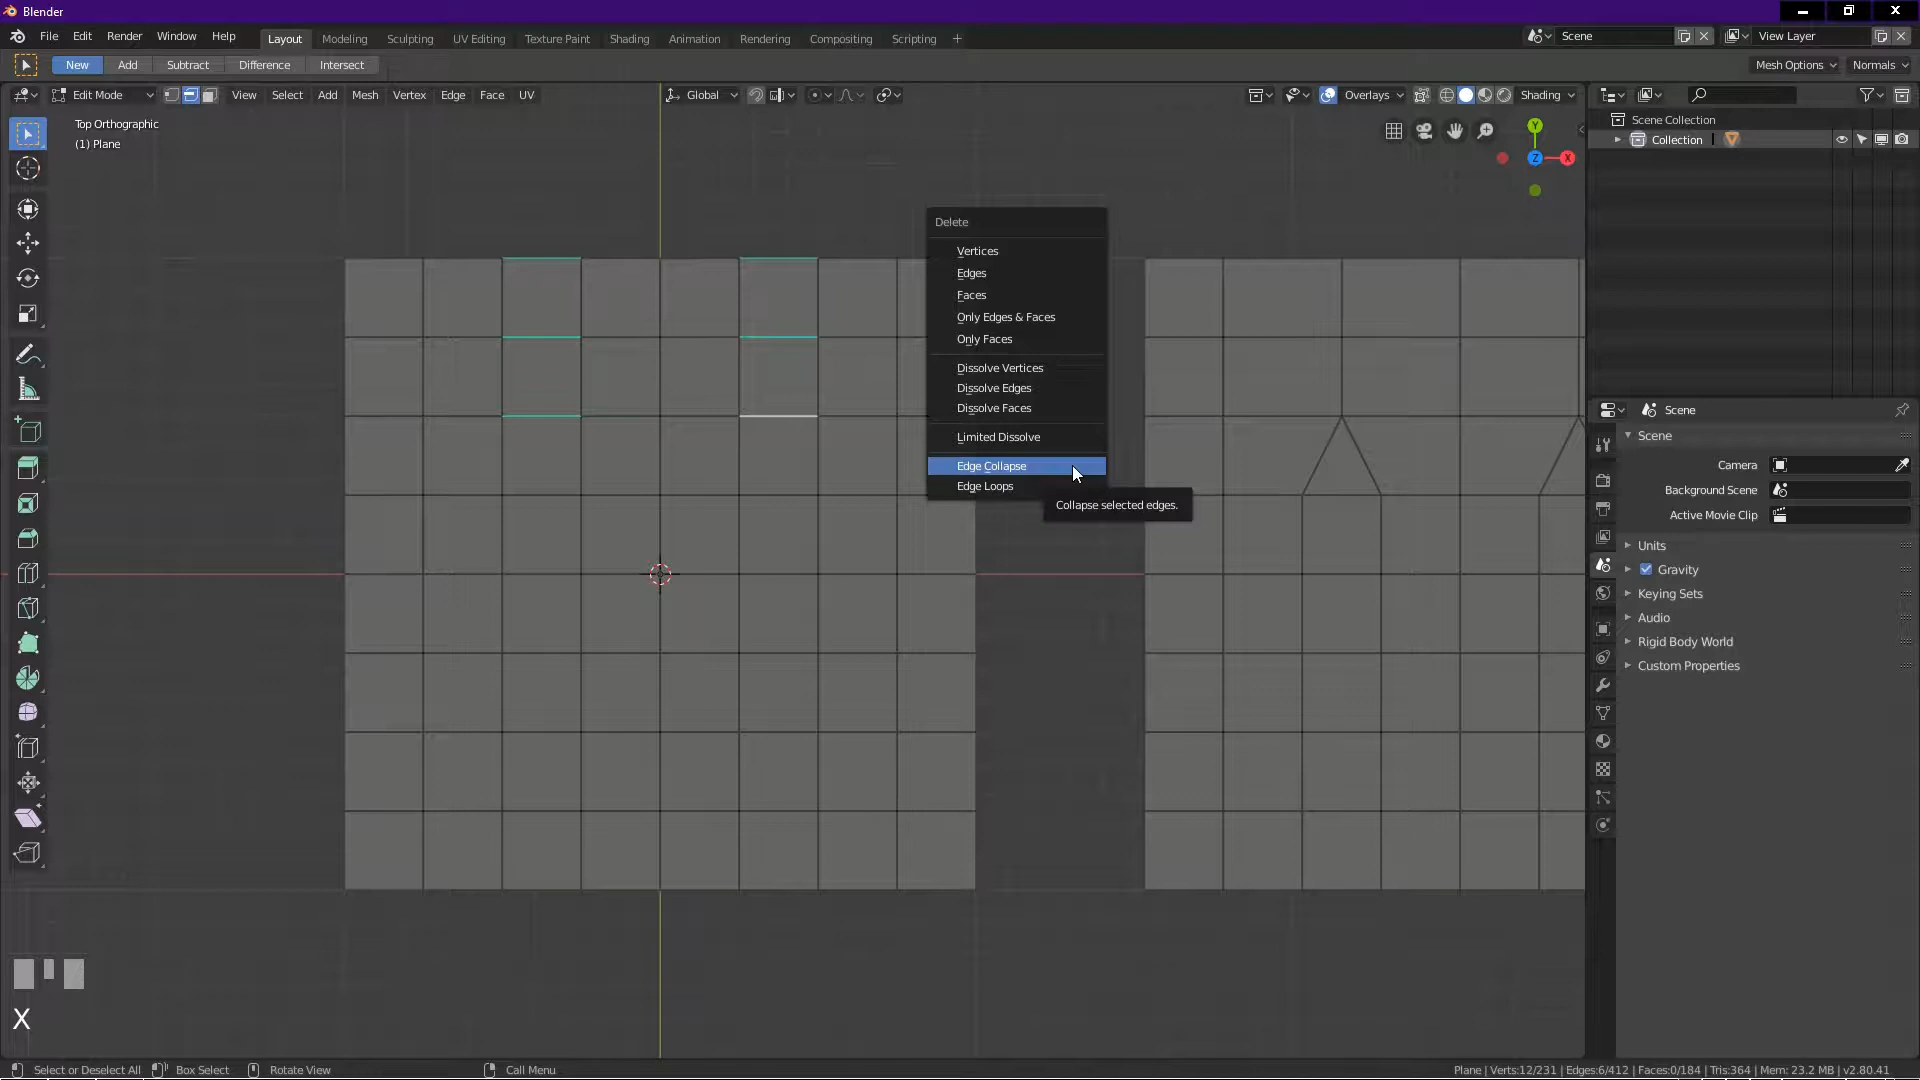 Blender
File Edit Render Window Help Layout Modeling Sculpting UV Editing Texture Paint Shading Animation Rendering Compositing Scripting +
Scene
View Layer
New Add Subtract Difference Intersect
Mesh Options Normals
Edit Mode View Select Add Mesh Vertex Edge Face UV Global Overlays Shading
Top Orthographic
(1) Plane
Y
Z
X
Scene Collection
Collection
Delete
Vertices
Edges
Faces
Only Edges & Faces
Only Faces
Dissolve Vertices
Dissolve Edges
Dissolve Faces
Limited Dissolve
Edge Collapse
Edge Loops
Collapse selected edges.
Scene
Scene
Camera
Background Scene
Active Movie Clip
Units
Gravity
Keying Sets
Audio
Rigid Body World
Custom Properties
X
Select or Deselect All Box Select Rotate View Call Menu
Plane | Verts:12/231 | Edges:6/412 | Faces:0/184 | Tris:364 | Mem: 23.2 MB | v2.80.41